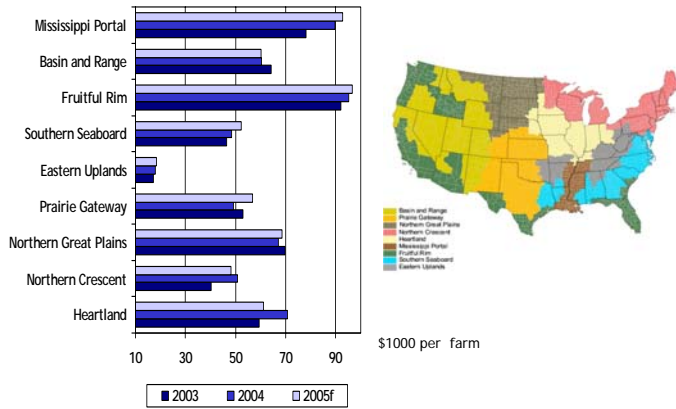 Mississippi Portal
Basin and Range
Fruitful Rim
Southern Seaboard
Eastern Uplands
Prairie Gateway
Northern Great Plains
Northern Crescent
Heartland
10 30 50 70 90
$1000 per farm
2003 2004 2005f
Basin and Range
Prairie Gateway
Northern Great Plains
Northern Crescent
Heartland
Mississippi Portal
Fruitful Rim
Southern Seaboard
Eastern Uplands